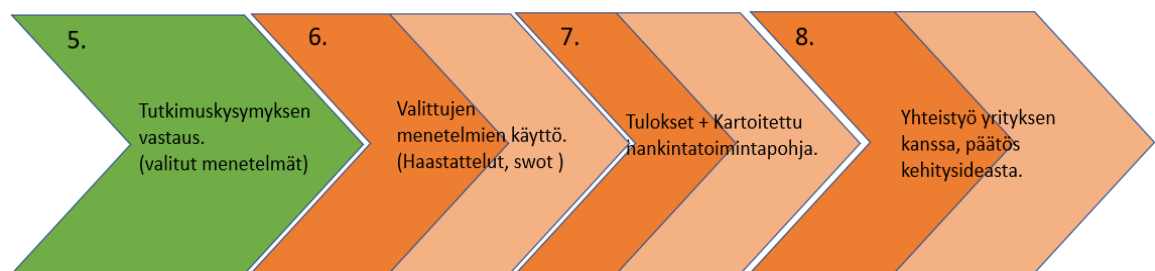 5.
Tutkimuskysymyksen
vastaus.
(valitut menetelmät)
6.
Valittujen
menetelmien käyttö.
(Haastattelut, swot )
7.
Tulokset + Kartoitettu
hankintatoimintapohja.
8.
Yhteistyö yrityksen
kanssa, päätös
kehitysideasta.